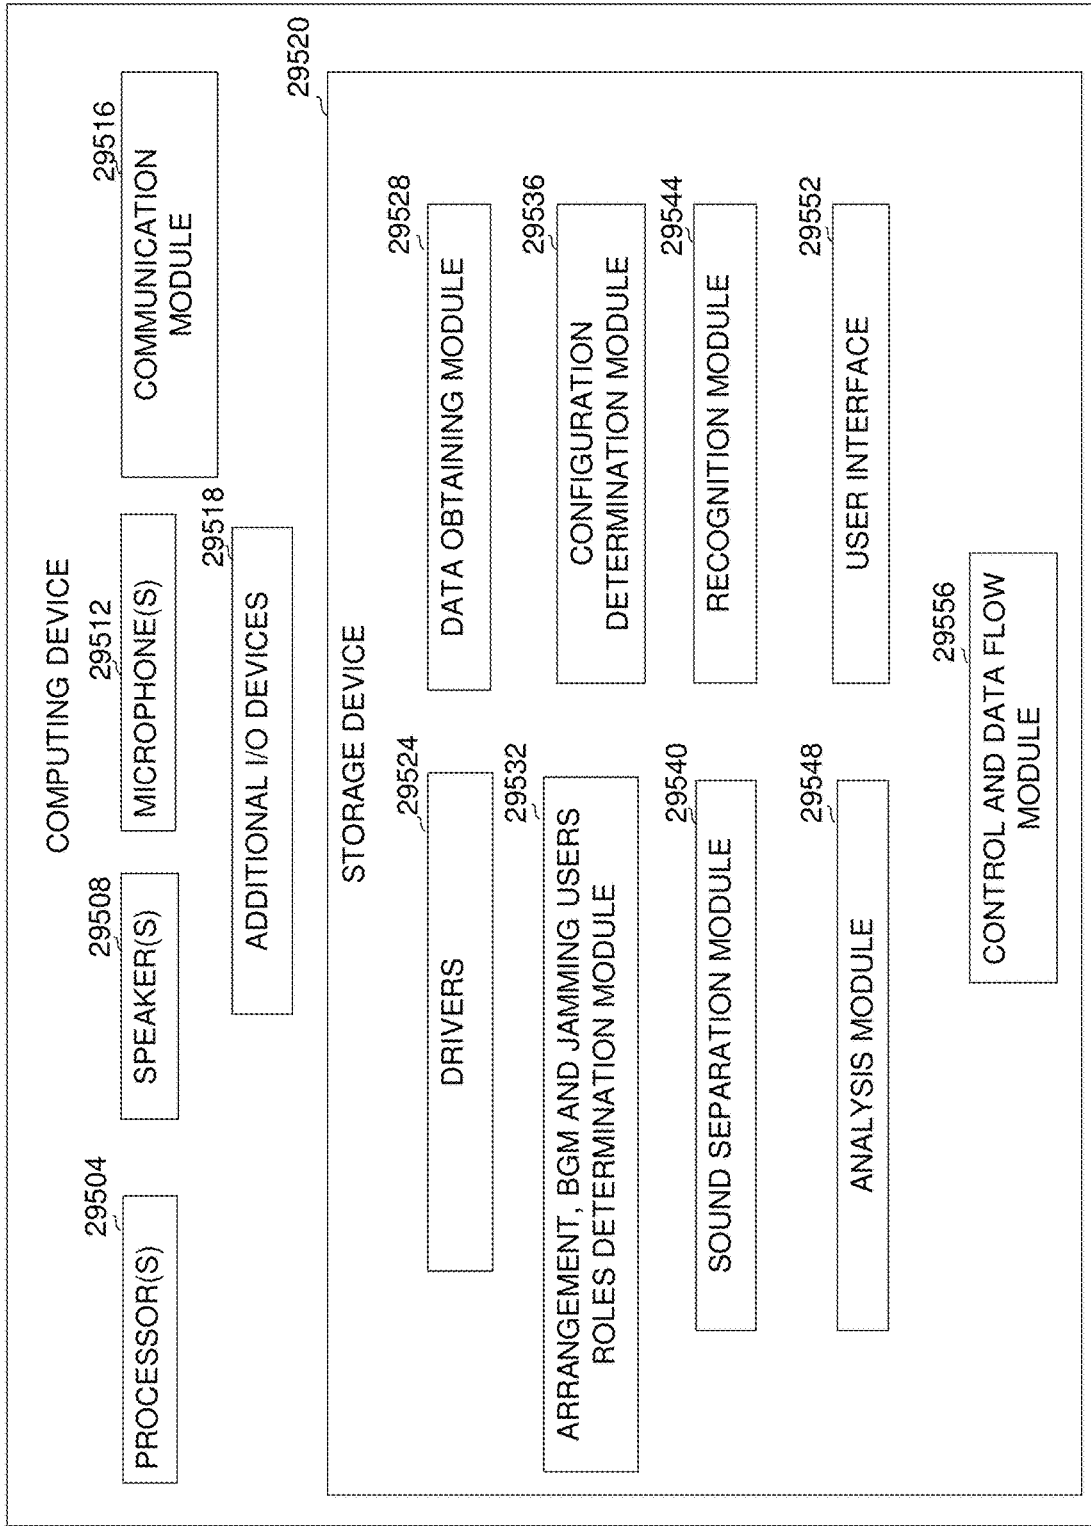 COMPUTING DEVICE
29504
PROCESSOR(S)
29508
SPEAKER(S)
29512
MICROPHONE(S)
29516
COMMUNICATION
MODULE
29518
ADDITIONAL I/O DEVICES
29520
STORAGE DEVICE
29524
DRIVERS
29528
DATA OBTAINING MODULE
29532
ARRANGEMENT, BGM AND JAMMING USERS
ROLES DETERMINATION MODULE
29536
CONFIGURATION
DETERMINATION MODULE
29540
SOUND SEPARATION MODULE
29544
RECOGNITION MODULE
29548
ANALYSIS MODULE
29552
USER INTERFACE
29556
CONTROL AND DATA FLOW
MODULE